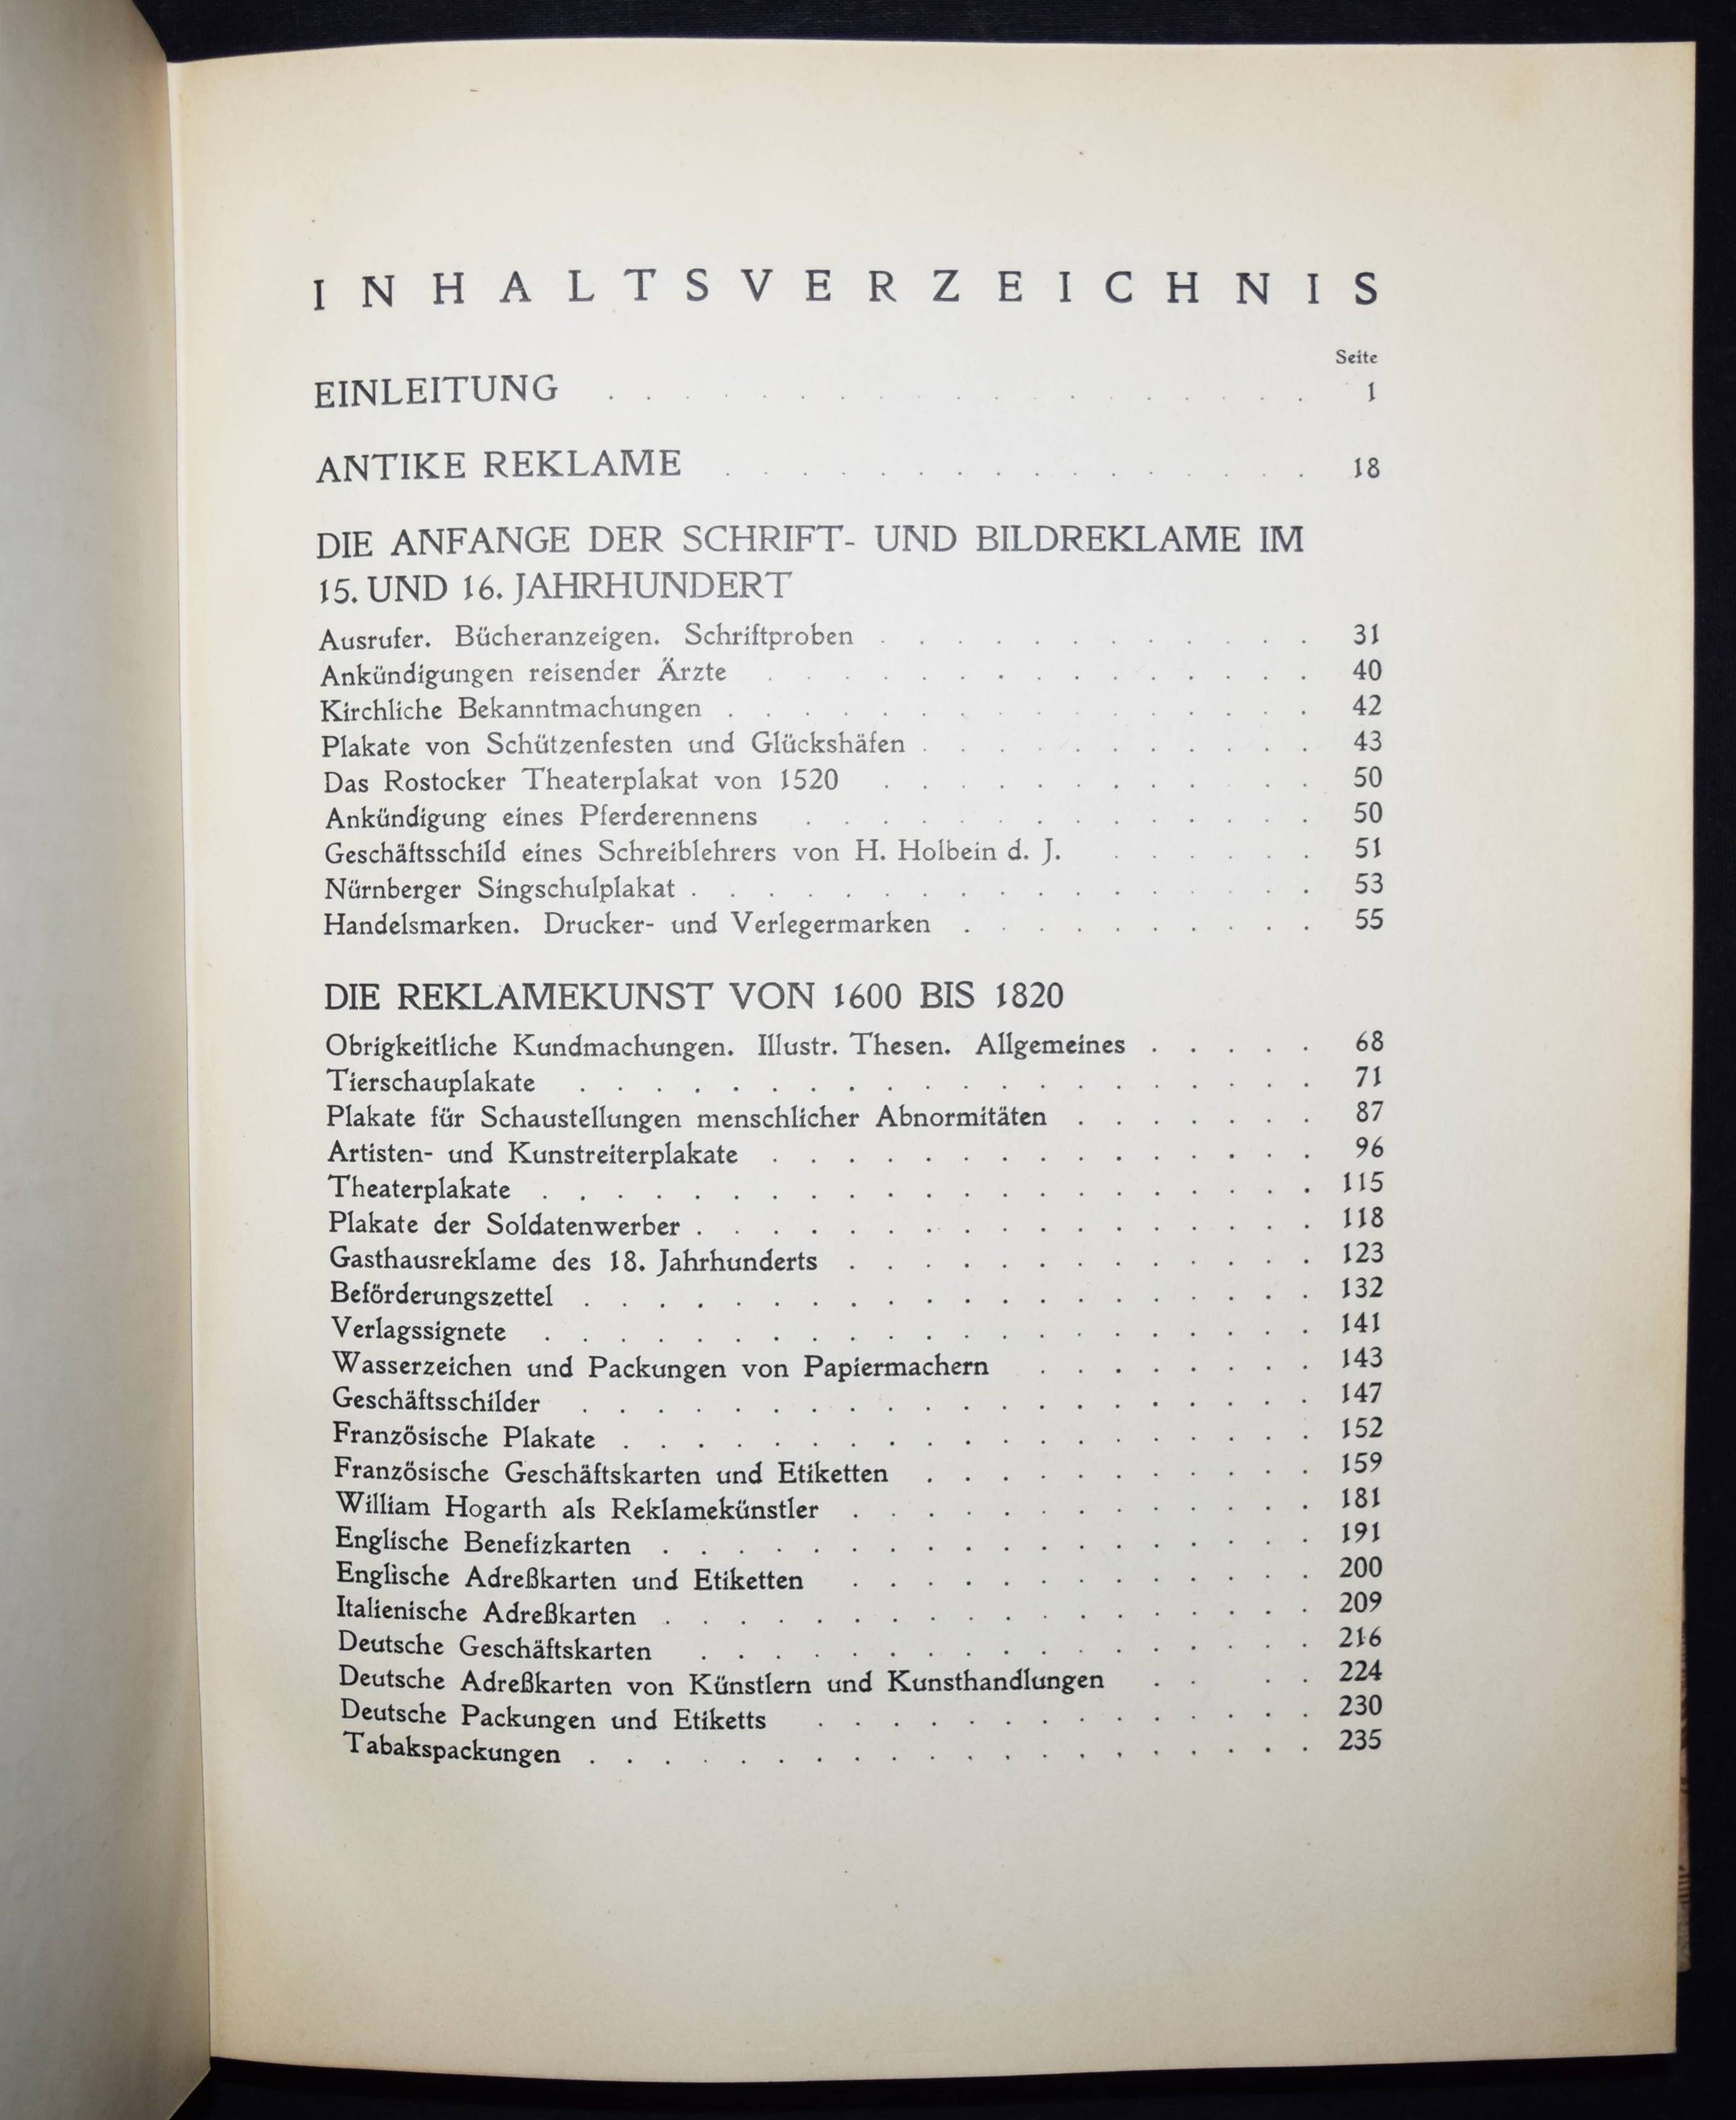 INHALTSVERZEICHNIS
Seite
EINLEITUNG . . . . . . . . . . . . . . . . . . . 1
ANTIKE REKLAME . . . . . . . . . . . . . . . . 18
DIE ANFANGE DER SCHRIFT- UND BILDREKLAME IM
15. UND 16. JAHRHUNDERT
Ausrufer. Bücheranzeigen. Schriftproben . . . . . . . . . . . . 31
Ankündigungen reisender Ärzte . . . . . . . . . . . . . . . 40
Kirchliche Bekanntmachungen . . . . . . . . . . . . . . . . 42
Plakate von Schützenfesten und Glückshäfen . . . . . . . . . . . 43
Das Rostocker Theaterplakat von 1520 . . . . . . . . . . . 50
Ankündigung eines Pferderennens . . . . . . . . . . . . . . 50
Geschäftsschild eines Schreiblehrers von H. Holbein d. J. . . . . . . 51
Nürnberger Singschulplakat . . . . . . . . . . . . . . . . . 53
Handelsmarken. Drucker- und Verlegermarken . . . . . . . . . . 55
DIE REKLAMEKUNST VON 1600 BIS 1820
Obrigkeitliche Kundmachungen. Illustr. Thesen. Allgemeines . . . . . 68
Tierschauplakate . . . . . . . . . . . . . . . . . . . . 71
Plakate für Schaustellungen menschlicher Abnormitäten . . . . . . . 87
Artisten- und Kunstreiterplakate . . . . . . . . . . . . . . . 96
Theaterplakate . . . . . . . . . . . . . . . . . . . . . 115
Plakate der Soldatenwerber . . . . . . . . . . . . . . . . . 118
Gasthausreklame des 18. Jahrhunderts . . . . . . . . . . . . . 123
Beförderungszettel . . . . . . . . . . . . . . . . . . . . 132
Verlagssignete . . . . . . . . . . . . . . . . . . . . . 141
Wasserzeichen und Packungen von Papiermachern . . . . . . . . 143
Geschäftsschilder . . . . . . . . . . . . . . . . . . . . 147
Französische Plakate . . . . . . . . . . . . . . . . . . . 152
Französische Geschäftskarten und Etiketten . . . . . . . . . . . 159
William Hogarth als Reklamekünstler . . . . . . . . . . . . . 181
Englische Benefizkarten . . . . . . . . . . . . . . . . . . 191
Englische Adreßkarten und Etiketten . . . . . . . . . . . . . 200
Italienische Adreßkarten . . . . . . . . . . . . . . . . . . 209
Deutsche Geschäftskarten . . . . . . . . . . . . . . . . . 216
Deutsche Adreßkarten von Künstlern und Kunsthandlungen . . . . 224
Deutsche Packungen und Etiketts . . . . . . . . . . . . . . 230
Tabakspackungen . . . . . . . . . . . . . . . . . . . . 235